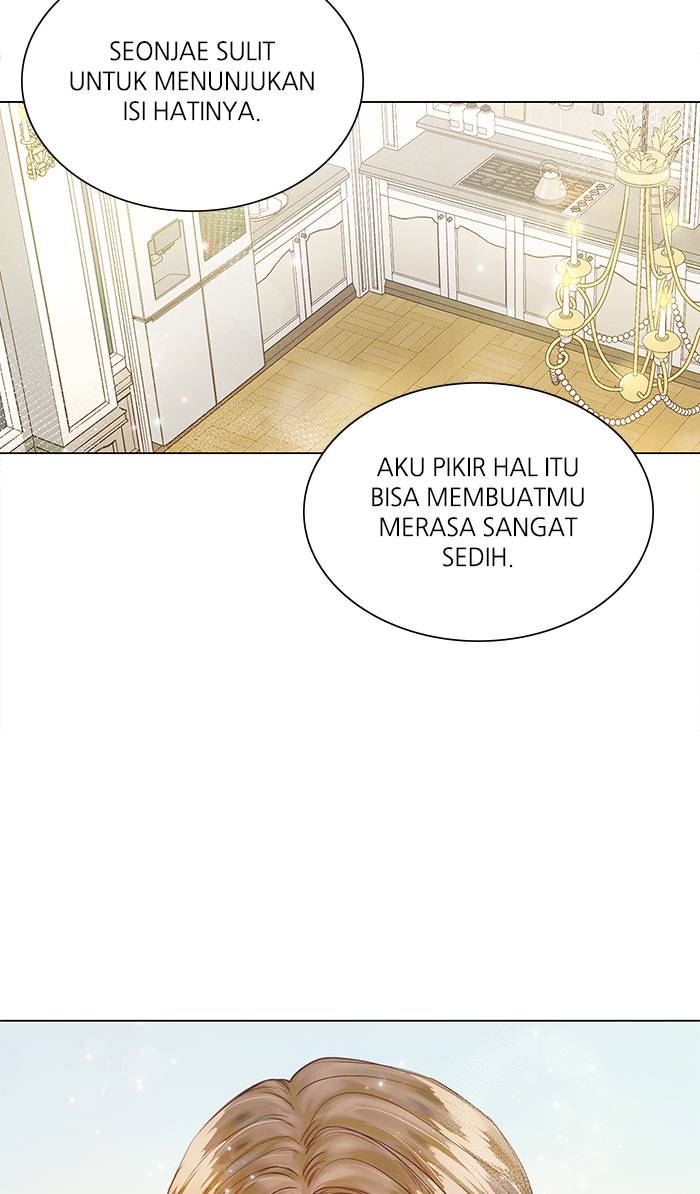 SEONJAE SULIT
UNTUK MENUNJUKAN
ISI HATINYA.
AKU PIKIR HAL ITU
BISA MEMBUATMU
MERASA SANGAT
SEDIH.